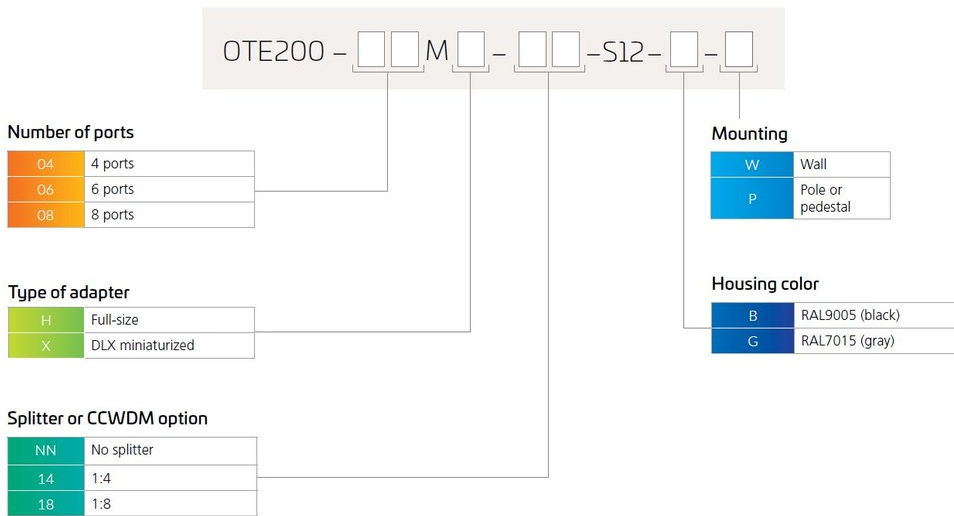 OTE200 – M – –S12– –
Number of ports
04 4 ports
06 6 ports
08 8 ports
Mounting
W Wall
P Pole or
pedestal
Type of adapter
H Full-size
X DLX miniaturized
Housing color
B RAL9005 (black)
G RAL7015 (gray)
Splitter or CCWDM option
NN No splitter
14 1:4
18 1:8